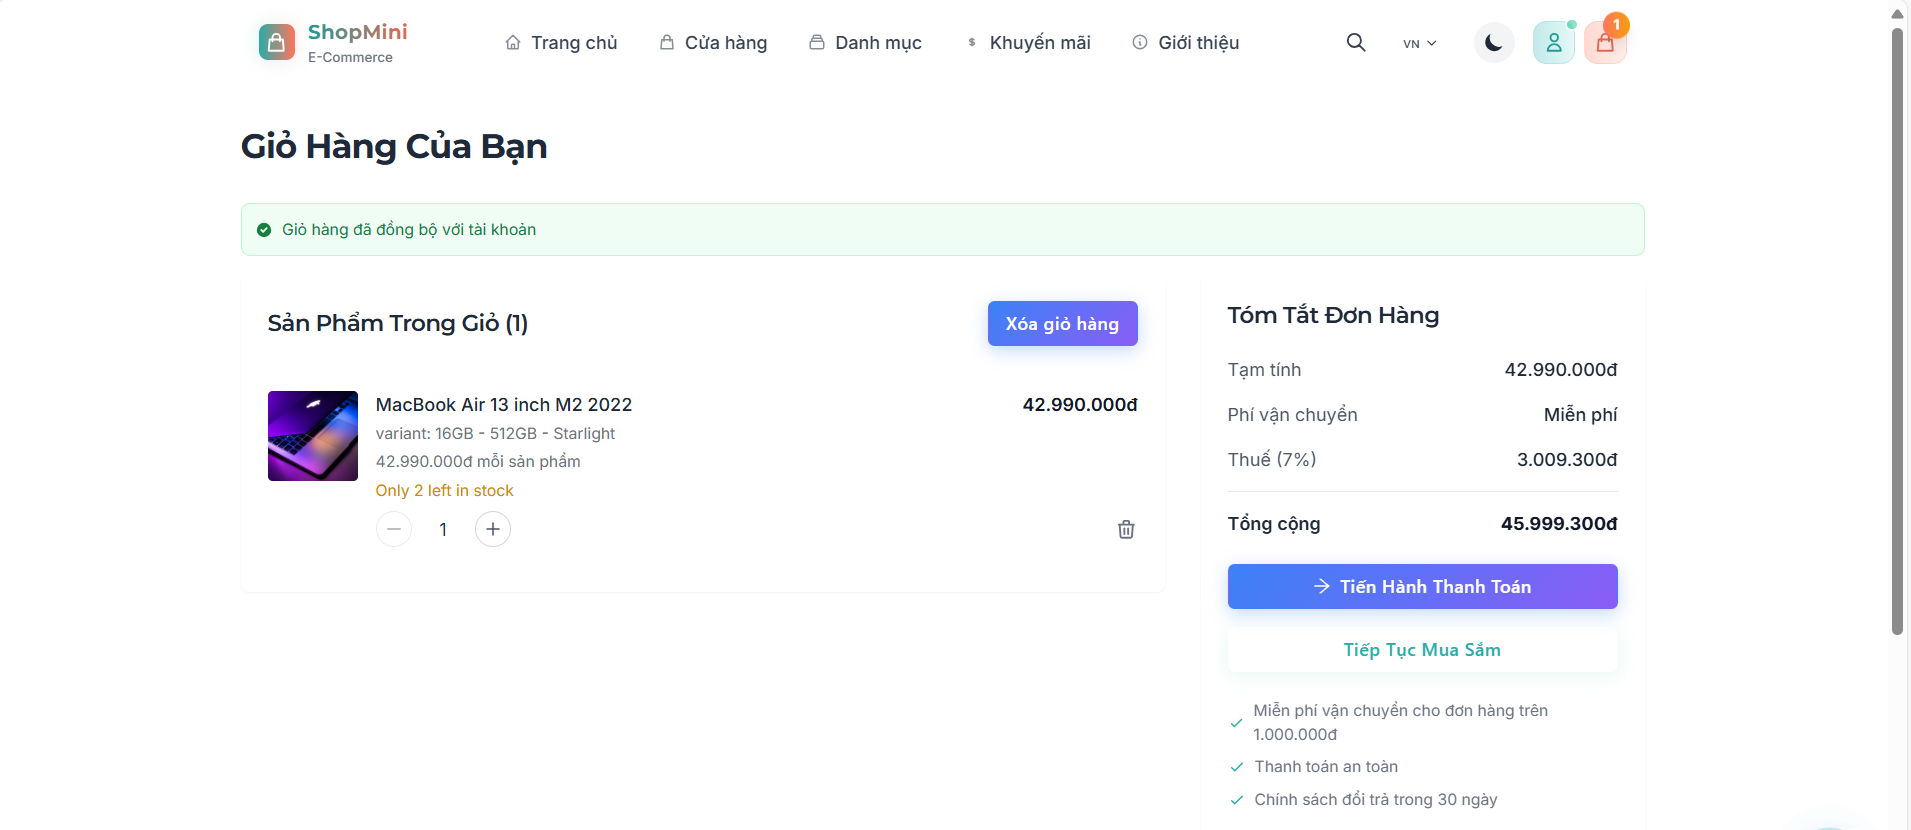 ShopMini
E-Commerce
Trang chủ
Cửa hàng
Danh mục
$ Khuyến mãi
Giới thiệu
VN
1
Giỏ Hàng Của Bạn
Giỏ hàng đã đồng bộ với tài khoản
Sản Phẩm Trong Giỏ (1)
Xóa giỏ hàng
MacBook Air 13 inch M2 2022
42.990.000đ
variant: 16GB - 512GB - Starlight
42.990.000đ mỗi sản phẩm
Only 2 left in stock
1
Tóm Tắt Đơn Hàng
Tạm tính 42.990.000đ
Phí vận chuyển Miễn phí
Thuế (7%) 3.009.300đ
Tổng cộng 45.999.300đ
Tiến Hành Thanh Toán
Tiếp Tục Mua Sắm
Miễn phí vận chuyển cho đơn hàng trên
1.000.000đ
Thanh toán an toàn
Chính sách đổi trả trong 30 ngày